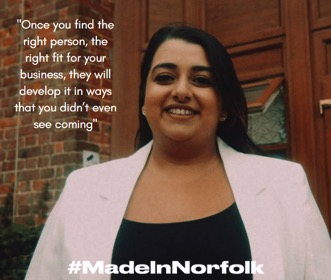 "Once you find the
right person, the
right fit for your
business, they will
develop it in ways
that you didn't even
see coming"
#MadeInNorfolk